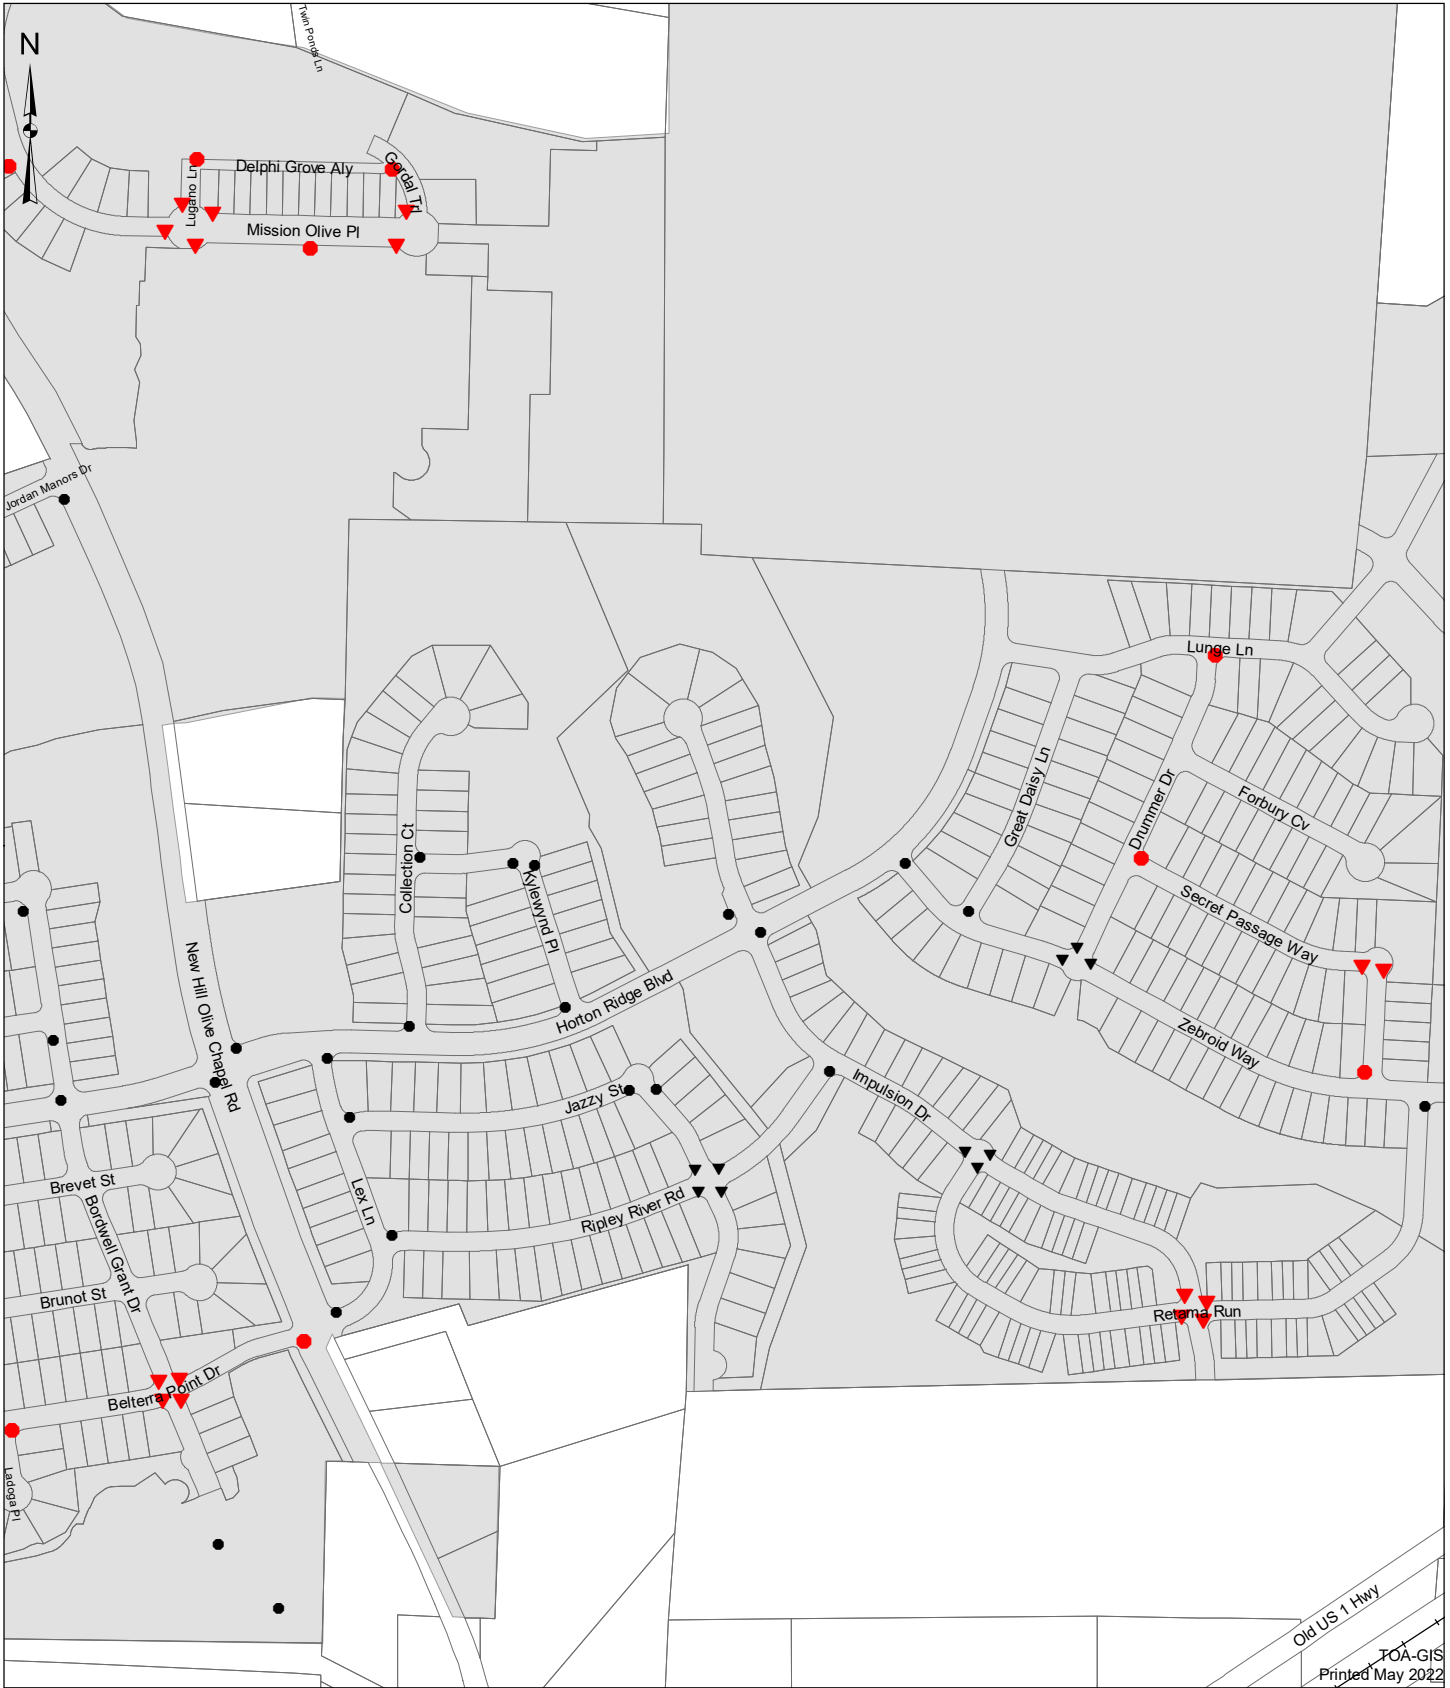 Twin Ponds Ln
N
Delphi Grove Aly
Gordal Trl
Lugano Ln
Mission Olive Pl
Jordan Manors Dr
Lunge Ln
Great Daisy Ln
Drummer Dr
Forbury Cv
Collection Ct
Kylewynd Pl
Secret Passage Way
New Hill Olive Chapel Rd
Horton Ridge Blvd
Zebroid Way
Jazzy St
Impulsion Dr
Brevet St
Lex Ln
Ripley River Rd
Bordwell Grant Dr
Brunot St
Retama Run
Belterra Point Dr
Ladoga Pl
Old US 1 Hwy
TOA-GIS
Printed May 2022